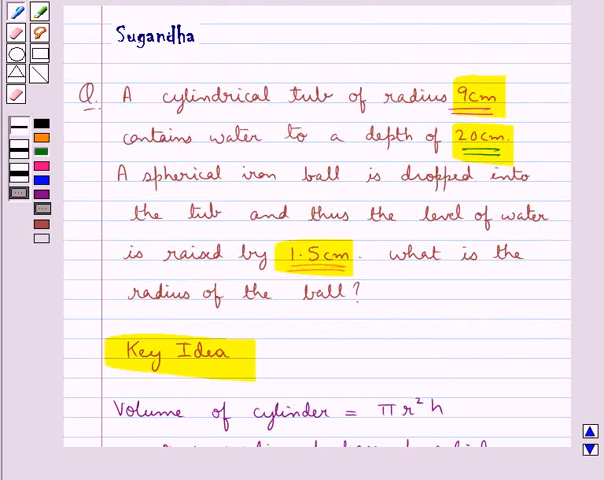 Sugandha
Q. A cylindrical tub of radius 9cm
contains water to a depth of 20cm.
A spherical iron ball is dropped into
the tub and thus the level of water
is raised by 1.5cm. what is the
radius of the ball?
Key Idea
Volume of cylinder = πr²h